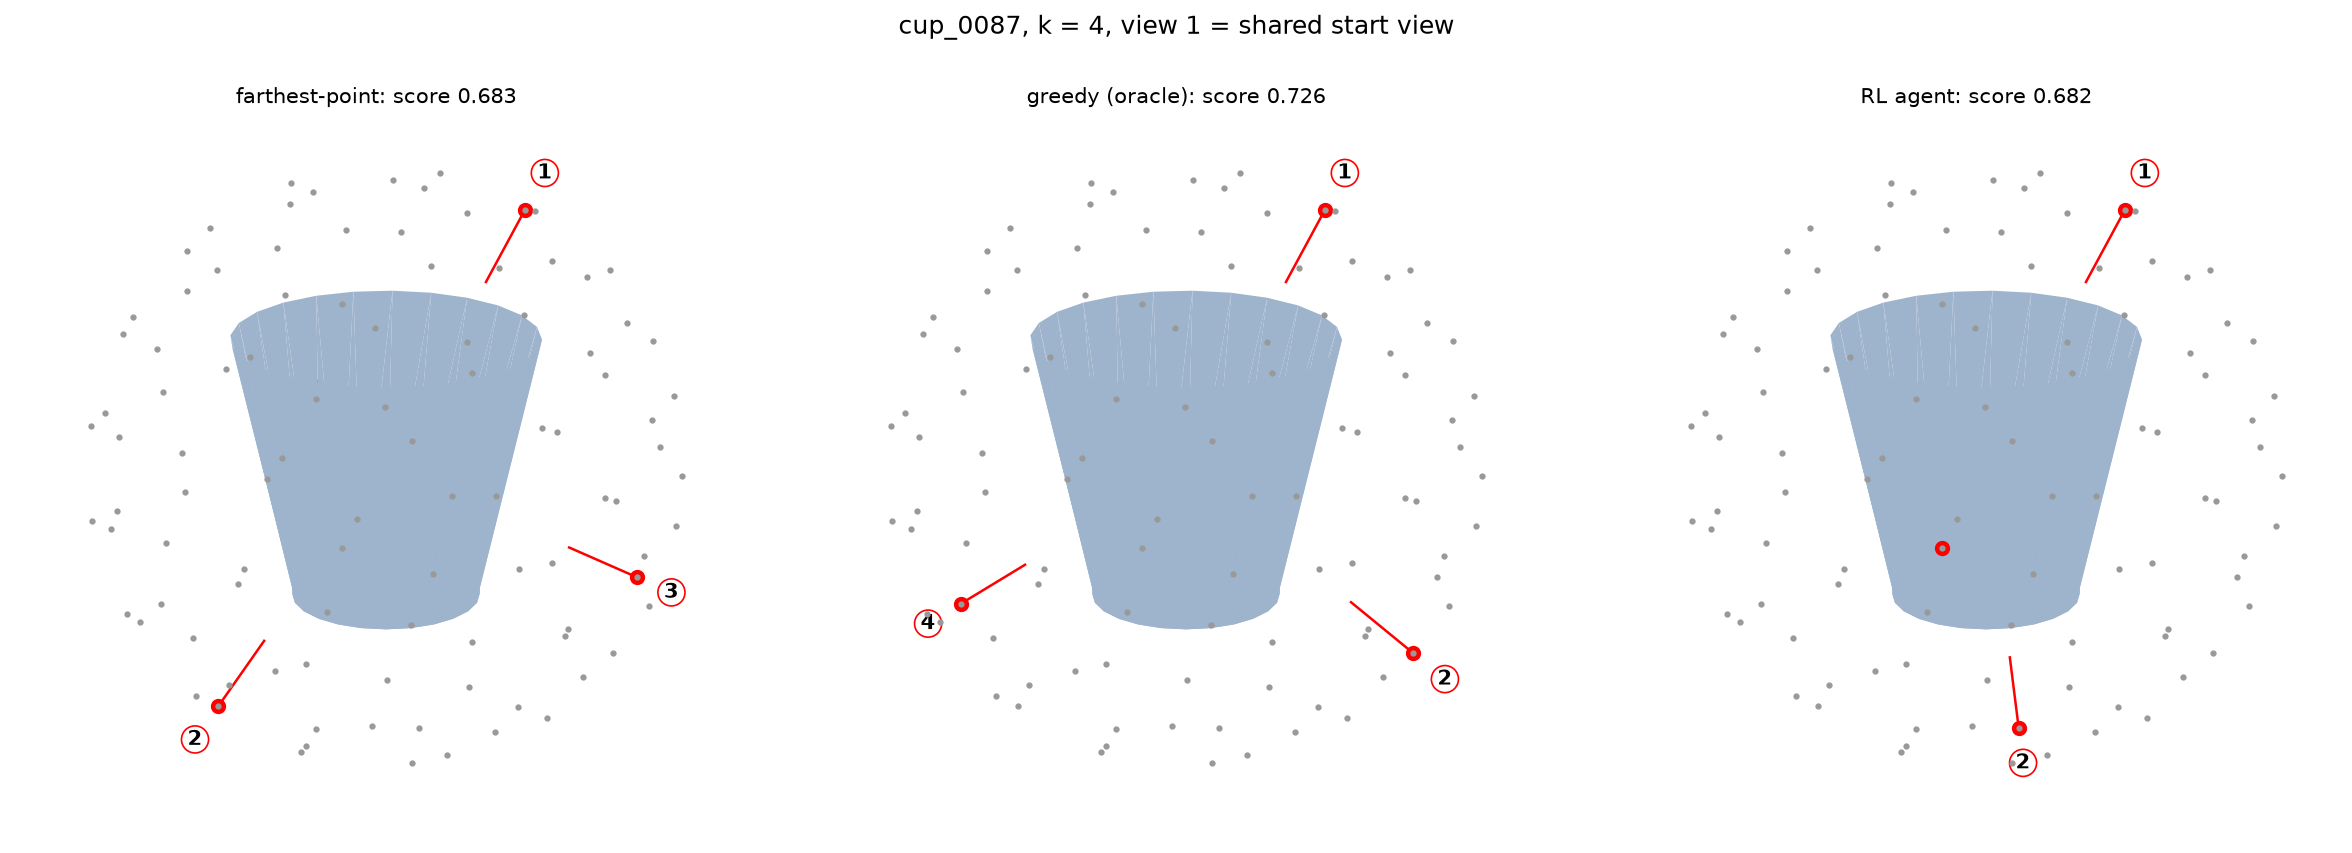 cup_0087, k = 4, view 1 = shared start view
farthest-point: score 0.683
1
3
2
greedy (oracle): score 0.726
1
4
2
RL agent: score 0.682
1
2